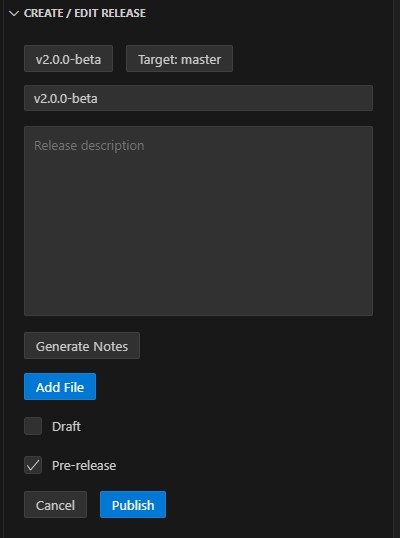 CREATE / EDIT RELEASE
v2.0.0-beta Target: master
v2.0.0-beta
Release description
Generate Notes
Add File
Draft
Pre-release
Cancel Publish